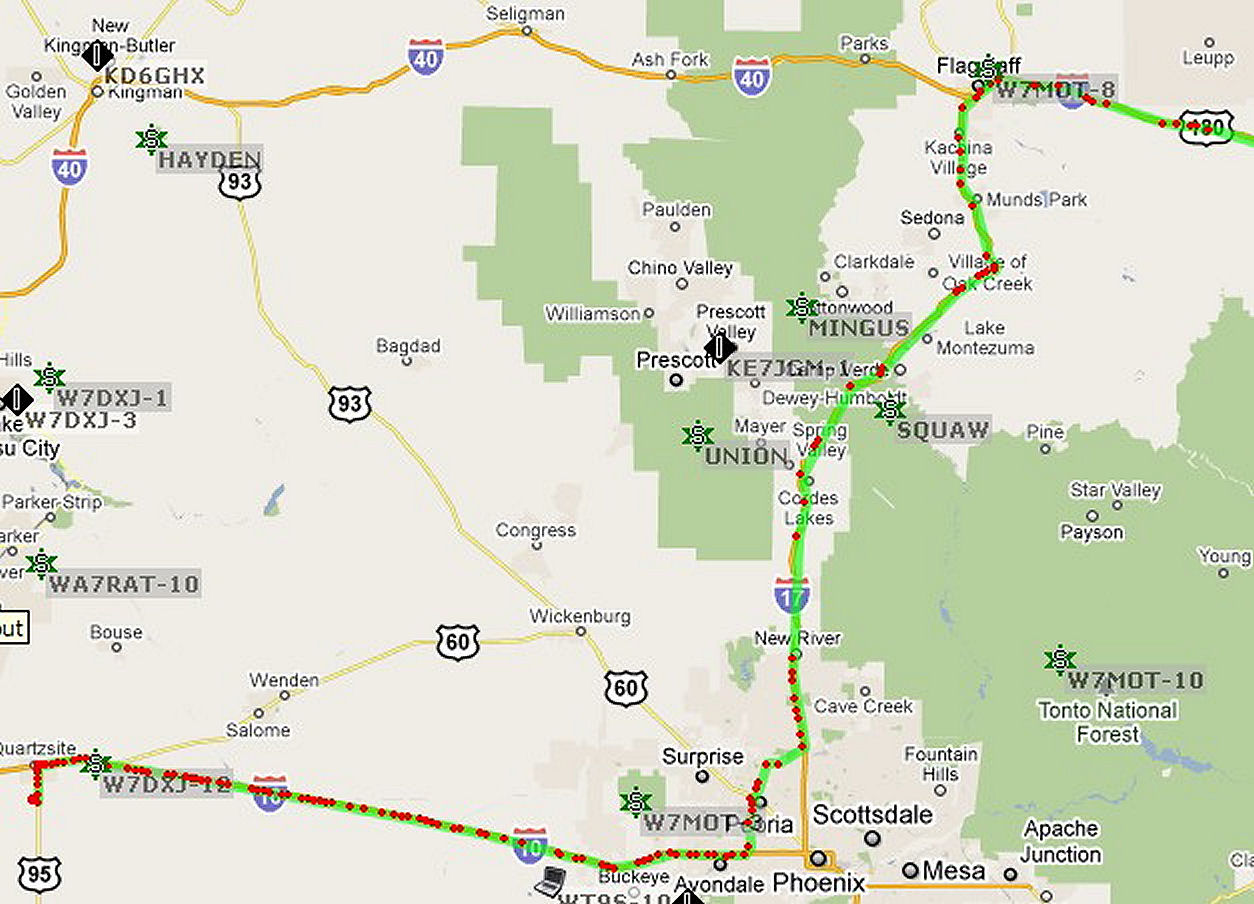 New
Kingman-Butler
KD6GHX
Kingman
Golden
Valley
40
HAYDEN
93
Seligman
40
Ash Fork
40
Parks
Flagstaff
W7MOT-8
Leupp
180
Kachina
Village
Munds Park
Sedona
Paulden
Chino Valley
Clarkdale
Village of
Oak Creek
Williamson
Prescott
Valley
ttonwood
MINGUS
Lake
Montezuma
Prescott
KE7JGM-1
Verde
Dewey-Humboldt
SQUAW
Bagdad
93
Hills
W7DXJ-1
W7DXJ-3
ke
su City
Mayer
Spring
Valley
UNION
Cordes
Lakes
Pine
Star Valley
Payson
Young
Parker Strip
arker
ver
WA7RAT-10
out
Bouse
Congress
Wickenburg
60
60
17
New River
W7MOT-10
Tonto National
Forest
Wenden
Salome
Cave Creek
Quartzsite
W7DXJ-12
10
Surprise
Fountain
Hills
W7MOT-3
Peoria
Scottsdale
Apache
Junction
10
95
Buckeye
Avondale
Phoenix
Mesa
Cla
WT9S-10